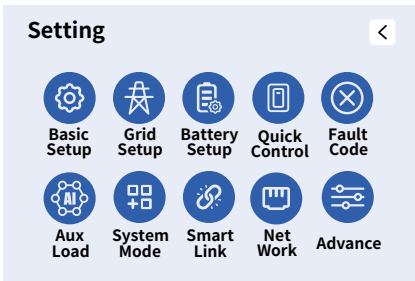 Setting
Basic Grid Battery Quick Fault
Setup Setup Setup Control Code
AI
Aux System Smart Net Advance
Load Mode Link Work